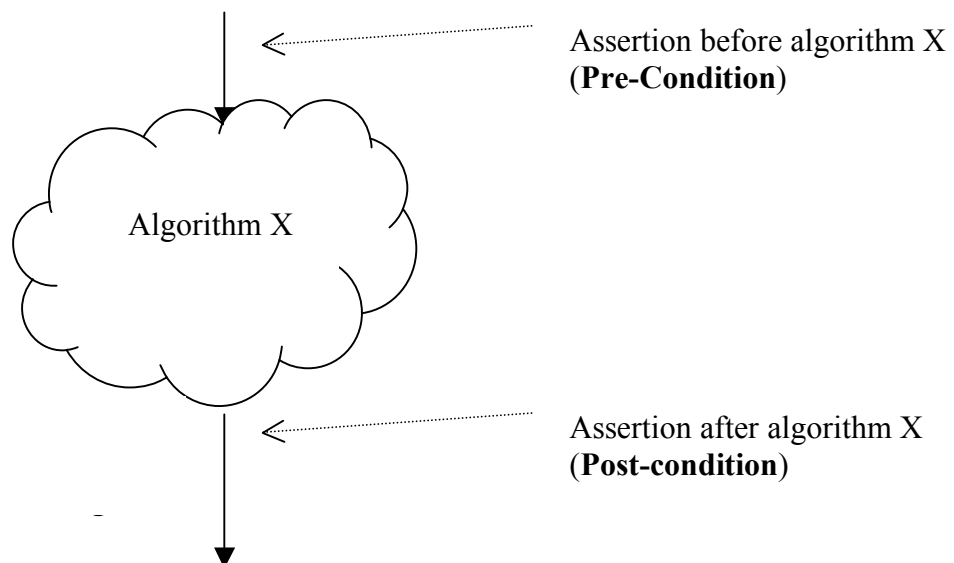 Assertion before algorithm X
(Pre-Condition)
Algorithm X
Assertion after algorithm X
(Post-condition)